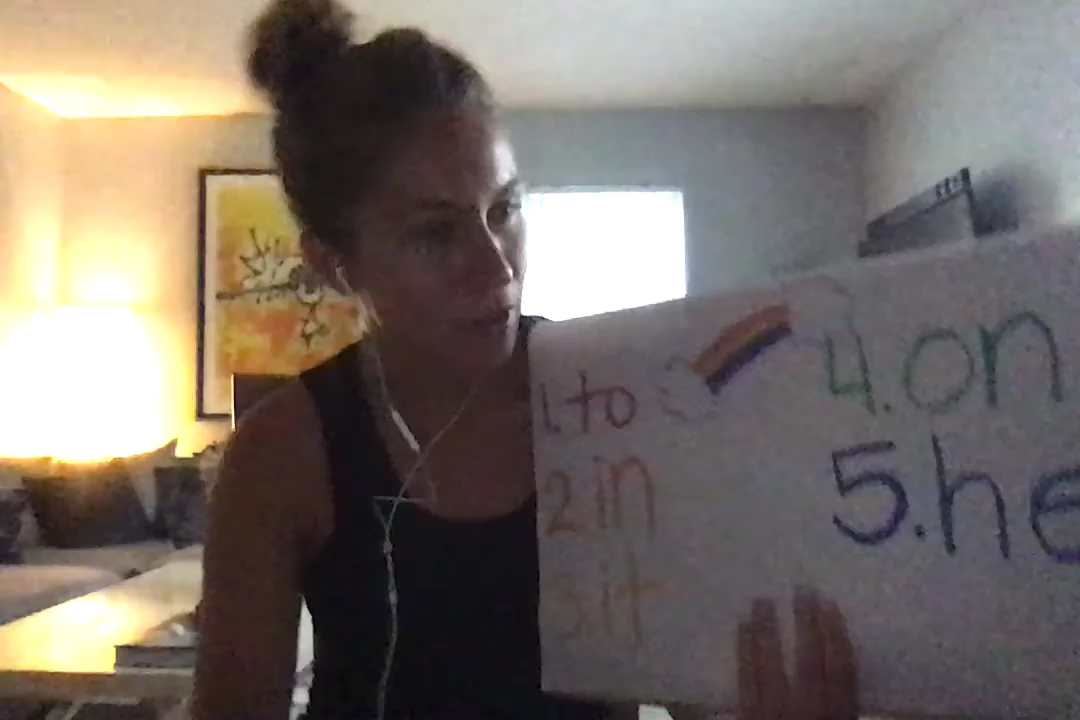 1. to
2. in
3. it
4. on
5. he